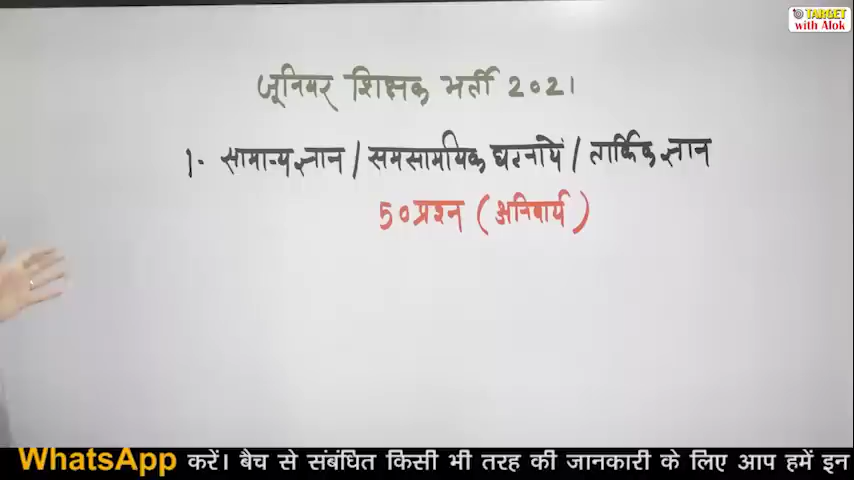 TARGET
with Alok
जूनियर शिक्षक भर्ती 2021
1- सामान्य ज्ञान / समसामयिक घटनायें / तार्किक ज्ञान
50 प्रश्न (अनिवार्य)
WhatsApp करें। बैच से संबंधित किसी भी तरह की जानकारी के लिए आप हमें इन